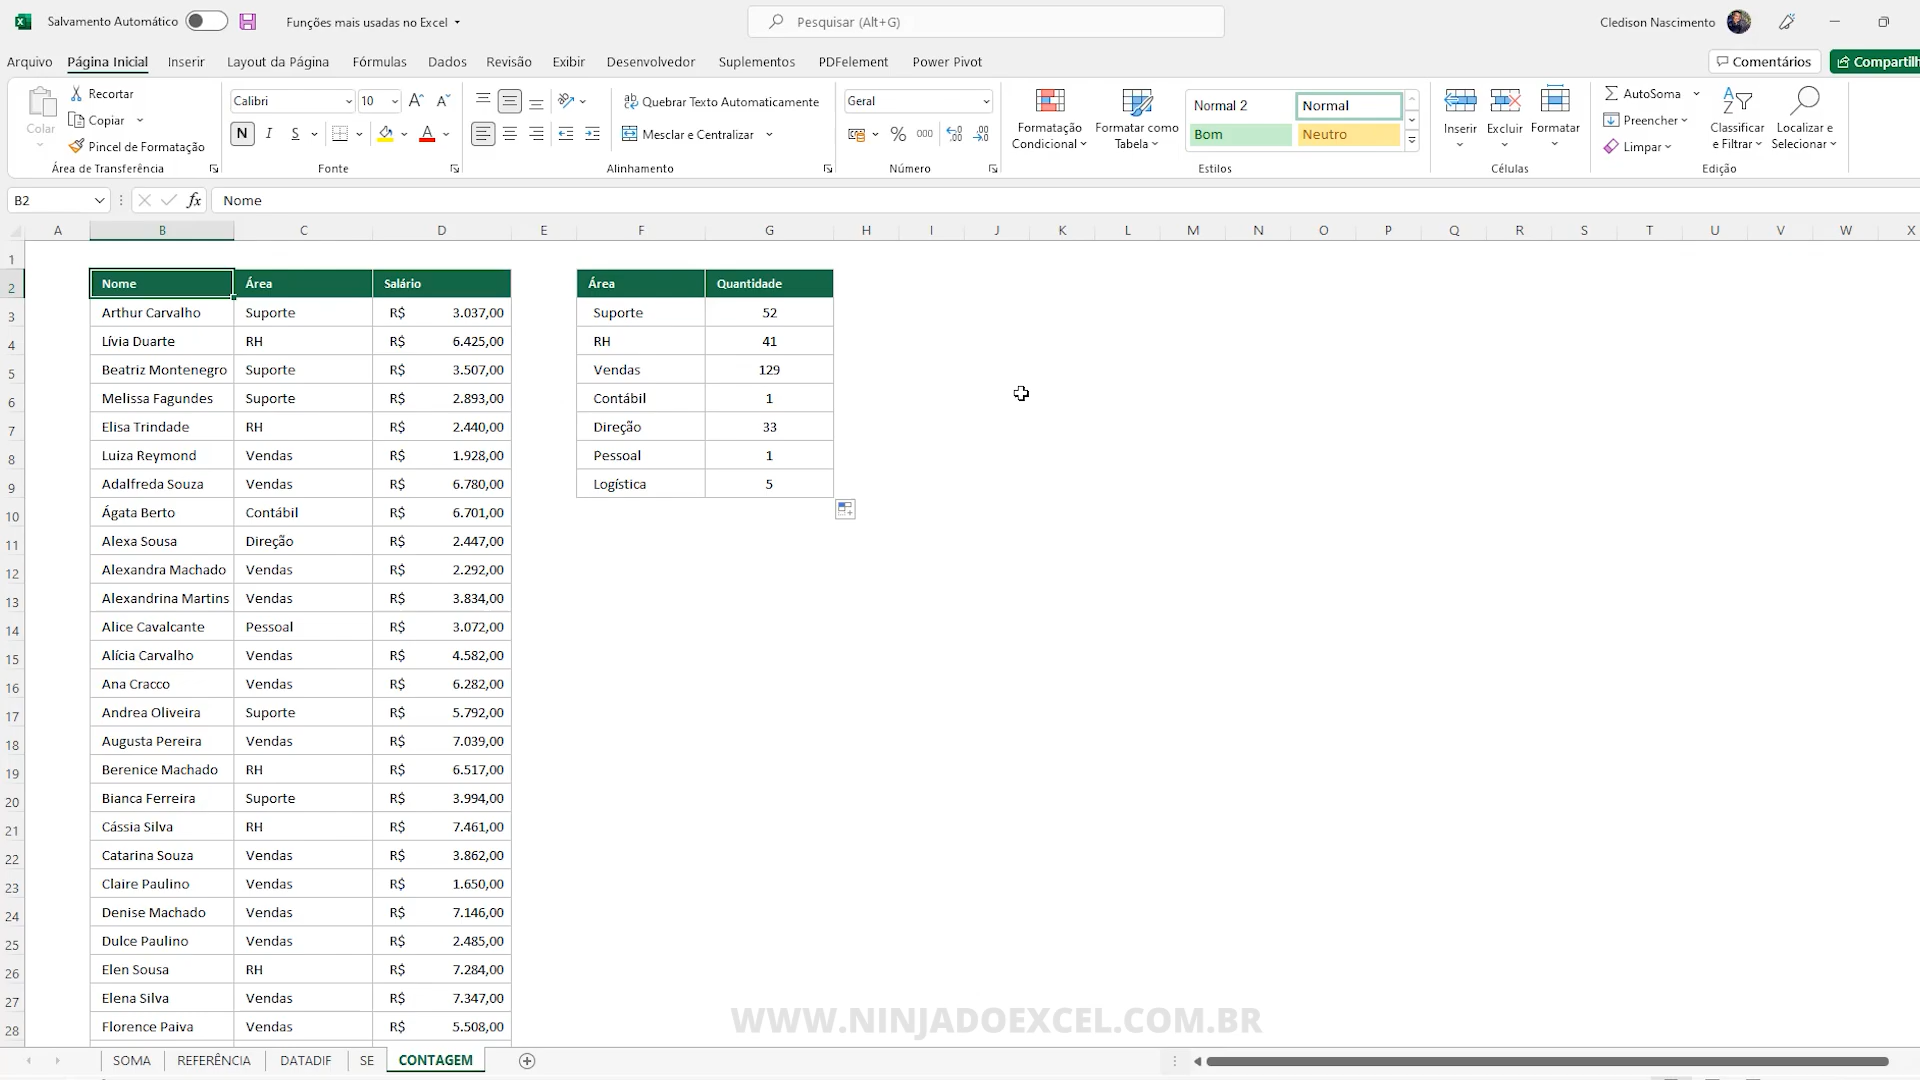 Salvamento Automático
Funções mais usadas no Excel
Pesquisar (Alt+G)
Cledison Nascimento
Arquivo Página Inicial Inserir Layout da Página Fórmulas Dados Revisão Exibir Desenvolvedor Suplementos PDFelement Power Pivot
Comentários
Compartilh
Colar
Recortar
Copiar
Pincel de Formatação
Área de Transferência
Calibri 10
N I S
Fonte
Quebrar Texto Automaticamente
Mesclar e Centralizar
Alinhamento
Geral
% 000
Número
Formatação Condicional
Formatar como Tabela
Normal 2 Normal
Bom Neutro
Estilos
Inserir Excluir Formatar
Células
AutoSoma
Preencher
Limpar
Classificar e Filtrar
Localizar e Selecionar
Edição
B2 fx Nome
A B C D E F G H I J K L M N O P Q R S T U V W X
1
2 Nome Área Salário Área Quantidade
3 Arthur Carvalho Suporte R$ 3.037,00 Suporte 52
4 Lívia Duarte RH R$ 6.425,00 RH 41
5 Beatriz Montenegro Suporte R$ 3.507,00 Vendas 129
6 Melissa Fagundes Suporte R$ 2.893,00 Contábil 1
7 Elisa Trindade RH R$ 2.440,00 Direção 33
8 Luiza Reymond Vendas R$ 1.928,00 Pessoal 1
9 Adalfreda Souza Vendas R$ 6.780,00 Logística 5
10 Ágata Berto Contábil R$ 6.701,00
11 Alexa Sousa Direção R$ 2.447,00
12 Alexandra Machado Vendas R$ 2.292,00
13 Alexandrina Martins Vendas R$ 3.834,00
14 Alice Cavalcante Pessoal R$ 3.072,00
15 Alícia Carvalho Vendas R$ 4.582,00
16 Ana Cracco Vendas R$ 6.282,00
17 Andrea Oliveira Suporte R$ 5.792,00
18 Augusta Pereira Vendas R$ 7.039,00
19 Berenice Machado RH R$ 6.517,00
20 Bianca Ferreira Suporte R$ 3.994,00
21 Cássia Silva RH R$ 7.461,00
22 Catarina Souza Vendas R$ 3.862,00
23 Claire Paulino Vendas R$ 1.650,00
24 Denise Machado Vendas R$ 7.146,00
25 Dulce Paulino Vendas R$ 2.485,00
26 Elen Sousa RH R$ 7.284,00
27 Elena Silva Vendas R$ 7.347,00
28 Florence Paiva Vendas R$ 5.508,00
WWW.NINJADOEXCEL.COM.BR
SOMA REFERÊNCIA DATADIF SE CONTAGEM